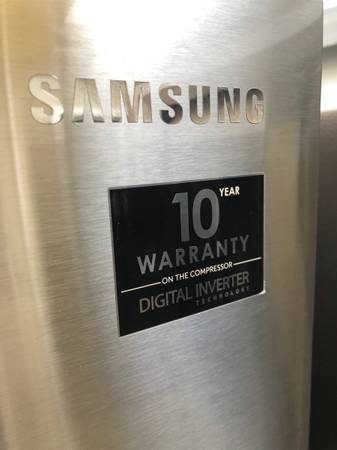 SAMSUNG
10 YEAR
WARRANTY
ON THE COMPRESSOR
DIGITAL INVERTER
TECHNOLOGY